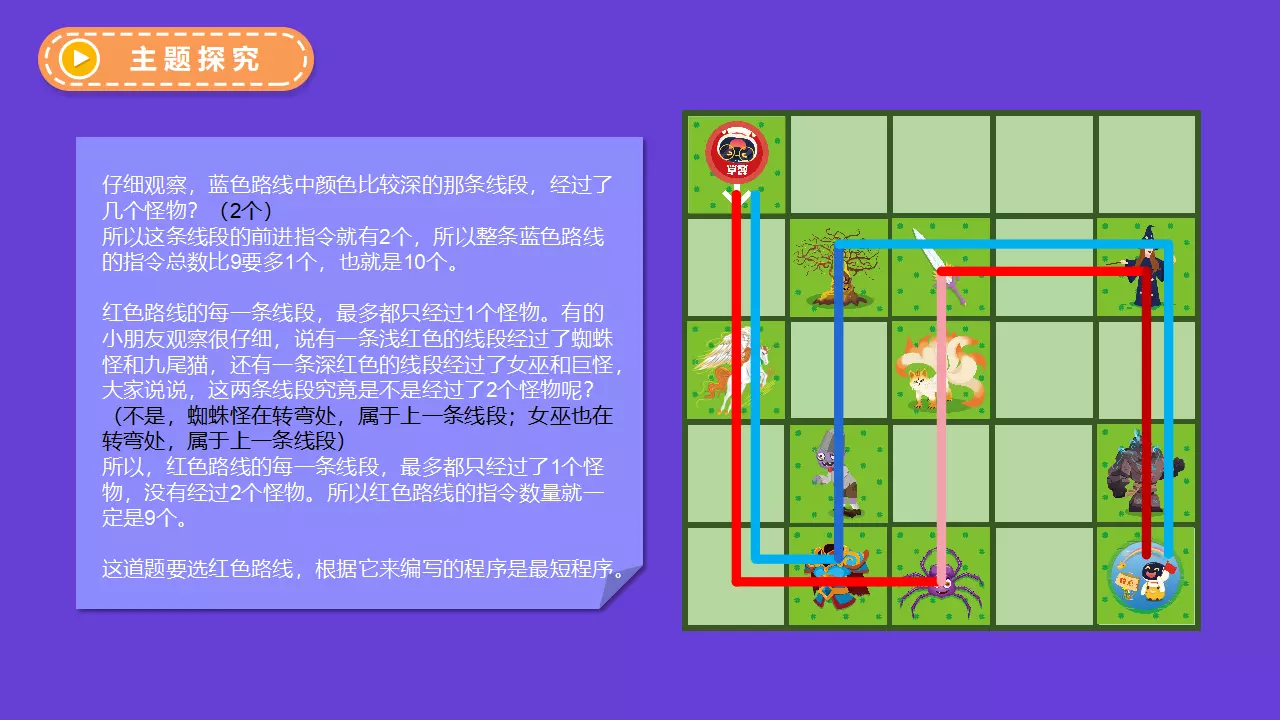 主题探究
仔细观察，蓝色路线中颜色比较深的那条线段，经过了
几个怪物？（2个）
所以这条线段的前进指令就有2个，所以整条蓝色路线
的指令总数比9要多1个，也就是10个。
红色路线的每一条线段，最多都只经过1个怪物。有的
小朋友观察很仔细，说有一条浅红色的线段经过了蜘蛛
怪和九尾猫，还有一条深红色的线段经过了女巫和巨怪，
大家说说，这两条线段究竟是不是经过了2个怪物呢？
（不是，蜘蛛怪在转弯处，属于上一条线段；女巫也在
转弯处，属于上一条线段）
所以，红色路线的每一条线段，最多都只经过了1个怪
物，没有经过2个怪物。所以红色路线的指令数量就一
定是9个。
这道题要选红色路线，根据它来编写的程序是最短程序。